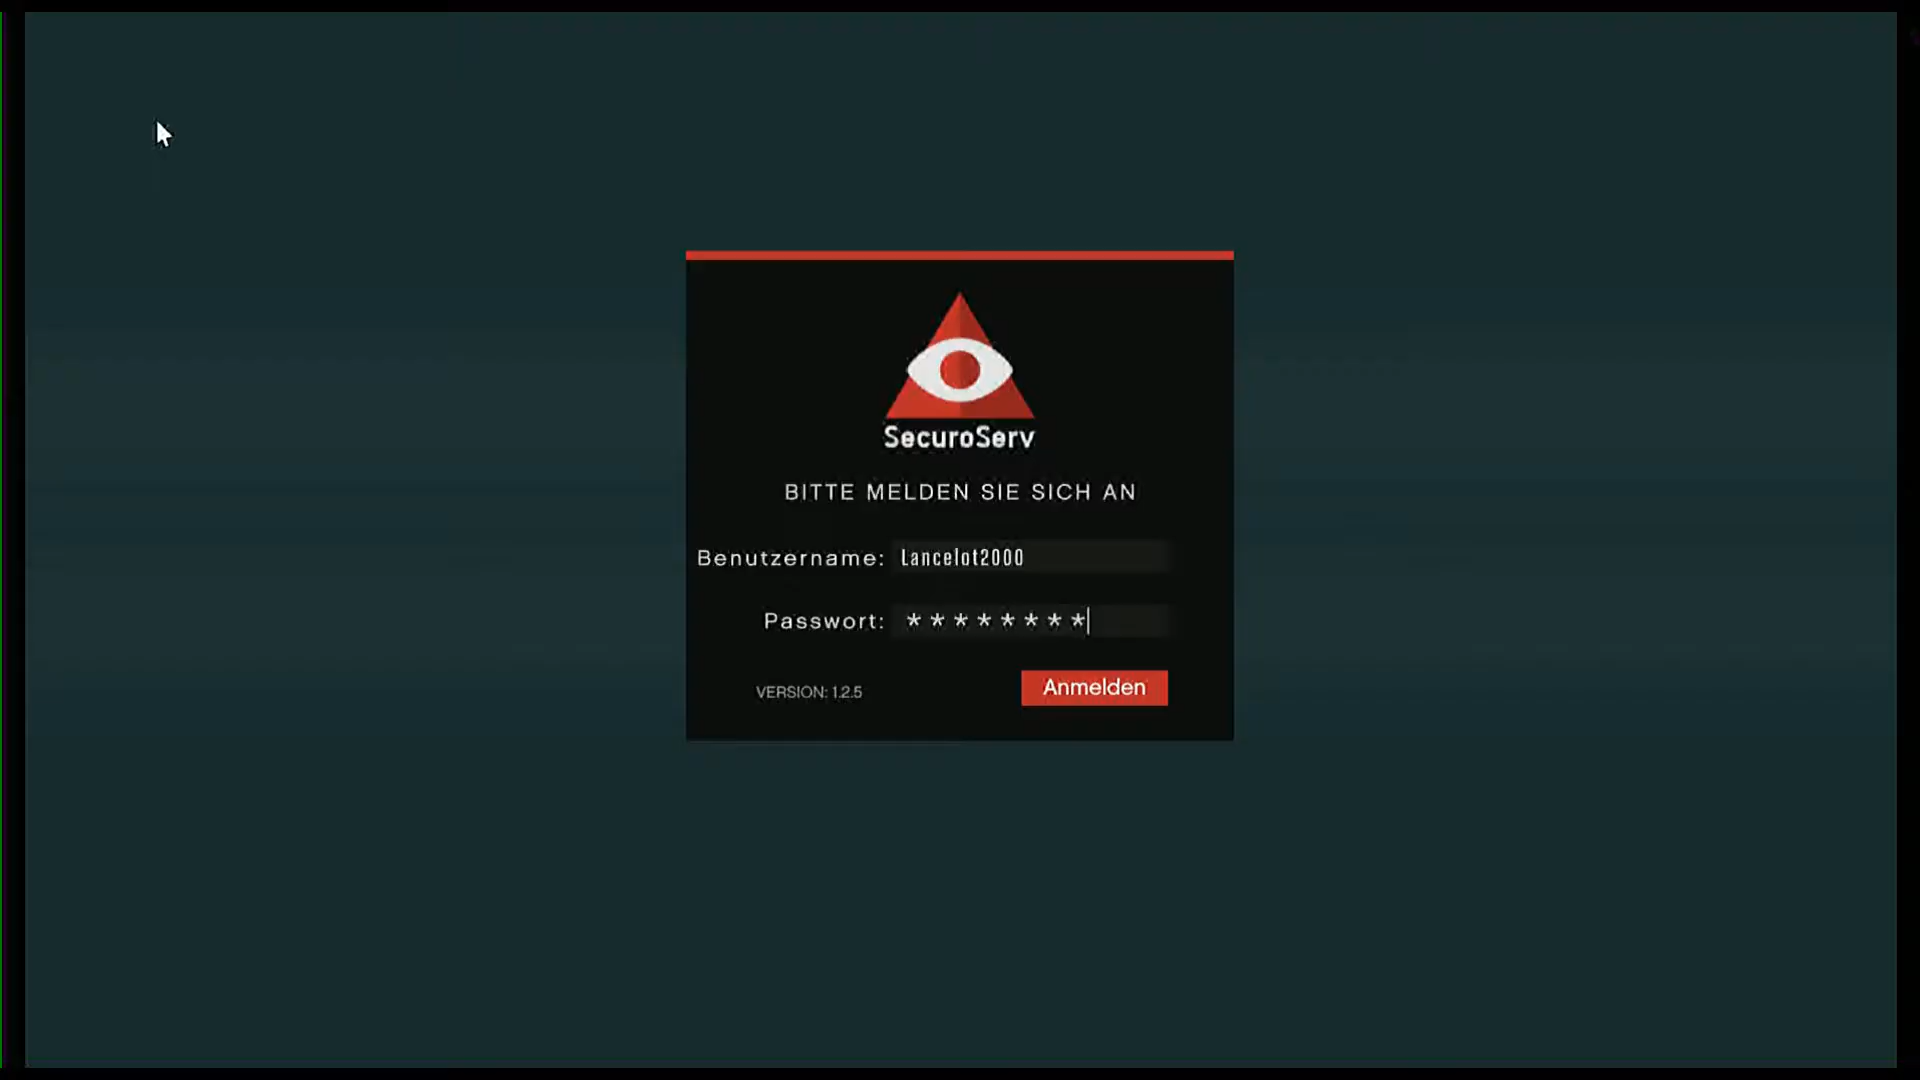 SecuroServ
BITTE MELDEN SIE SICH AN
Benutzername: Lancelot2000
Passwort: ********
VERSION: 1.2.5
Anmelden